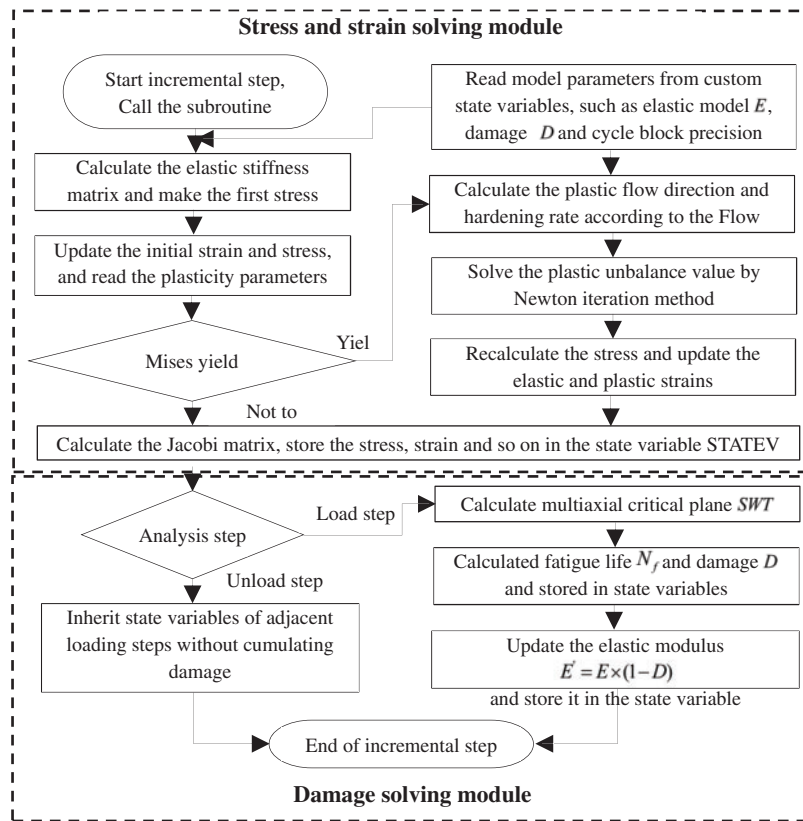 Stress and strain solving module
Start incremental step,
Call the subroutine
Read model parameters from custom
state variables, such as elastic model E,
damage D and cycle block precision
Calculate the elastic stiffness
matrix and make the first stress
Calculate the plastic flow direction and
hardening rate according to the Flow
Update the initial strain and stress,
and read the plasticity parameters
Solve the plastic unbalance value by
Newton iteration method
Yiel
Mises yield
Recalculate the stress and update the
elastic and plastic strains
Not to
Calculate the Jacobi matrix, store the stress, strain and so on in the state variable STATEV
Analysis step
Load step
Calculate multiaxial critical plane SWT
Unload step
Calculated fatigue life N_f and damage D
and stored in state variables
Inherit state variables of adjacent
loading steps without cumulating
damage
Update the elastic modulus
E' = E×(1−D)
and store it in the state variable
End of incremental step
Damage solving module